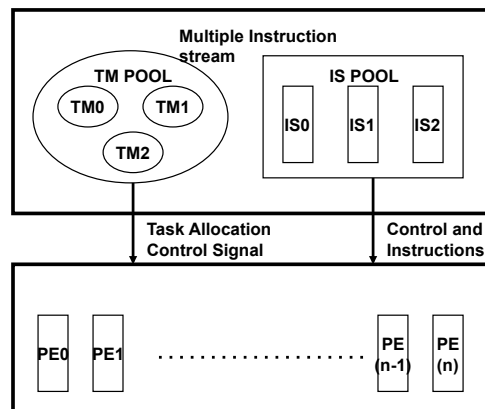 Multiple Instruction
stream
TM POOL
IS POOL
TM0
TM1
TM2
IS0
IS1
IS2
Task Allocation
Control Signal
Control and
Instructions
PE0
PE1
PE
(n-1)
PE
(n)